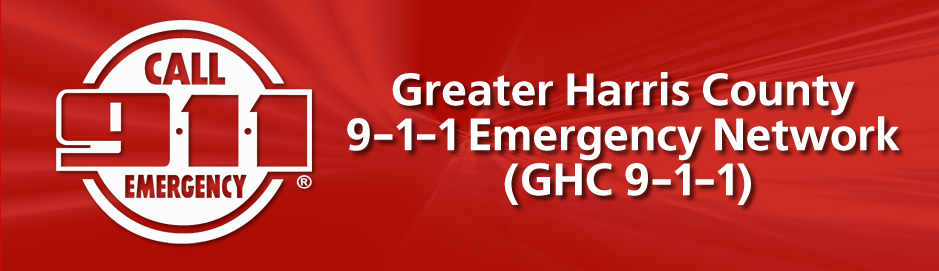 CALL
9·1·1
EMERGENCY
®
Greater Harris County
9–1–1 Emergency Network
(GHC 9–1–1)